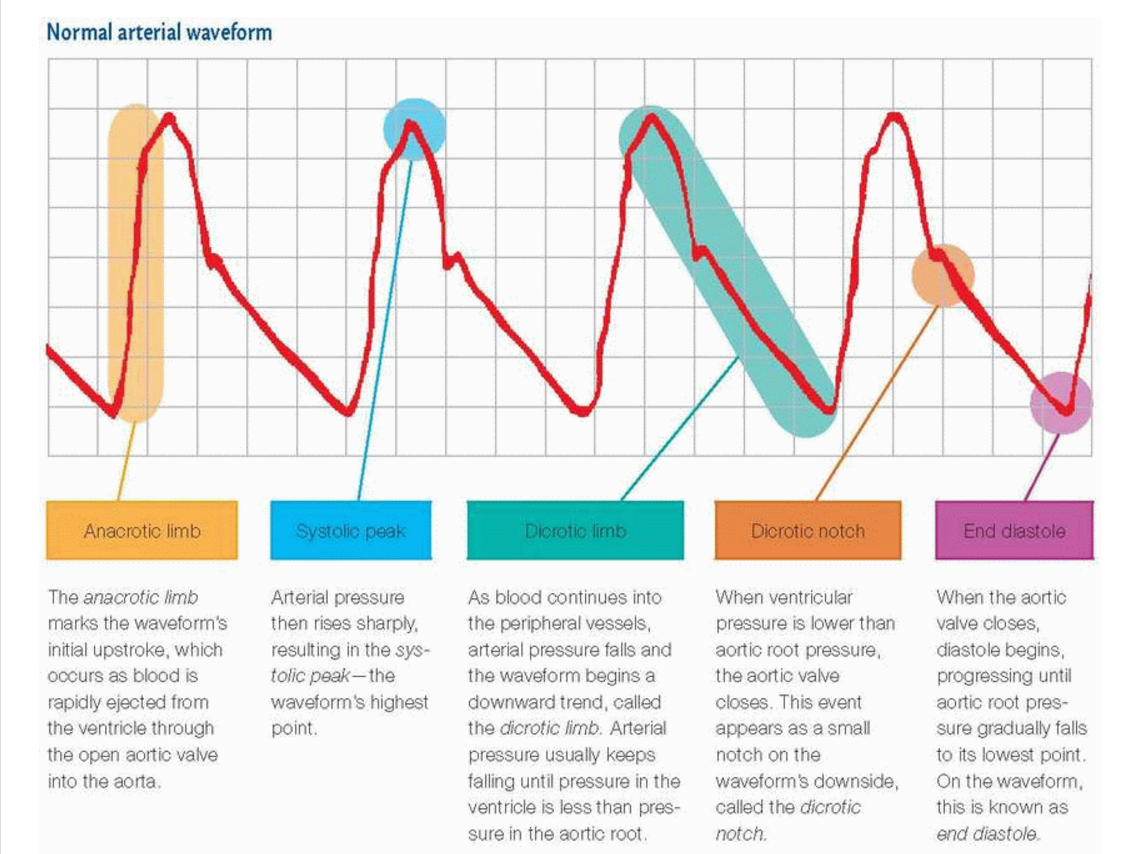 Normal arterial waveform
Anacrotic limb
Systolic peak
Dicrotic limb
Dicrotic notch
End diastole
The anacrotic limb
marks the waveform's
initial upstroke, which
occurs as blood is
rapidly ejected from
the ventricle through
the open aortic valve
into the aorta.
Arterial pressure
then rises sharply,
resulting in the sys-
tolic peak—the
waveform's highest
point.
As blood continues into
the peripheral vessels,
arterial pressure falls and
the waveform begins a
downward trend, called
the dicrotic limb. Arterial
pressure usually keeps
falling until pressure in the
ventricle is less than pres-
sure in the aortic root.
When ventricular
pressure is lower than
aortic root pressure,
the aortic valve
closes. This event
appears as a small
notch on the
waveform's downside,
called the dicrotic
notch.
When the aortic
valve closes,
diastole begins,
progressing until
aortic root pres-
sure gradually falls
to its lowest point.
On the waveform,
this is known as
end diastole.